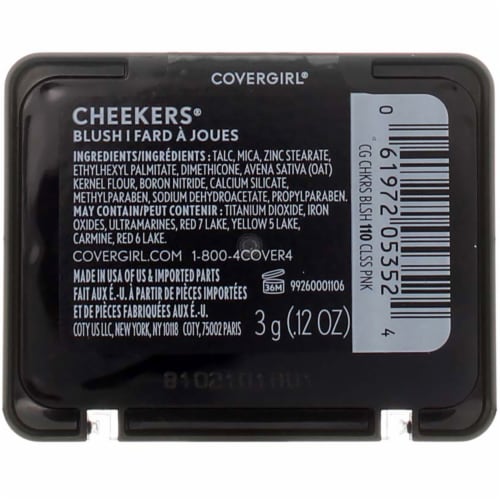 COVERGIRL®
CHEEKERS®
BLUSH I FARD À JOUES
INGREDIENTS/INGRÉDIENTS : TALC, MICA, ZINC STEARATE,
ETHYLHEXYL PALMITATE, DIMETHICONE, AVENA SATIVA (OAT)
KERNEL FLOUR, BORON NITRIDE, CALCIUM SILICATE,
METHYLPARABEN, SODIUM DEHYDROACETATE, PROPYLPARABEN.
MAY CONTAIN/PEUT CONTENIR : TITANIUM DIOXIDE, IRON
OXIDES, ULTRAMARINES, RED 7 LAKE, YELLOW 5 LAKE,
CARMINE, RED 6 LAKE.
COVERGIRL.COM 1-800-4COVER4
MADE IN USA OF US & IMPORTED PARTS
FAIT AUX É.-U. À PARTIR DE PIÈCES IMPORTÉES
ET DE PIÈCES FABRIQUÉES AUX É.-U.
COTY US LLC, NEW YORK, NY 10118 COTY, 75002 PARIS
36M
99260001106
3 g (.12 OZ)
0 61972 05352 4
CG CHKRS BLSH 110 CLSS PNK